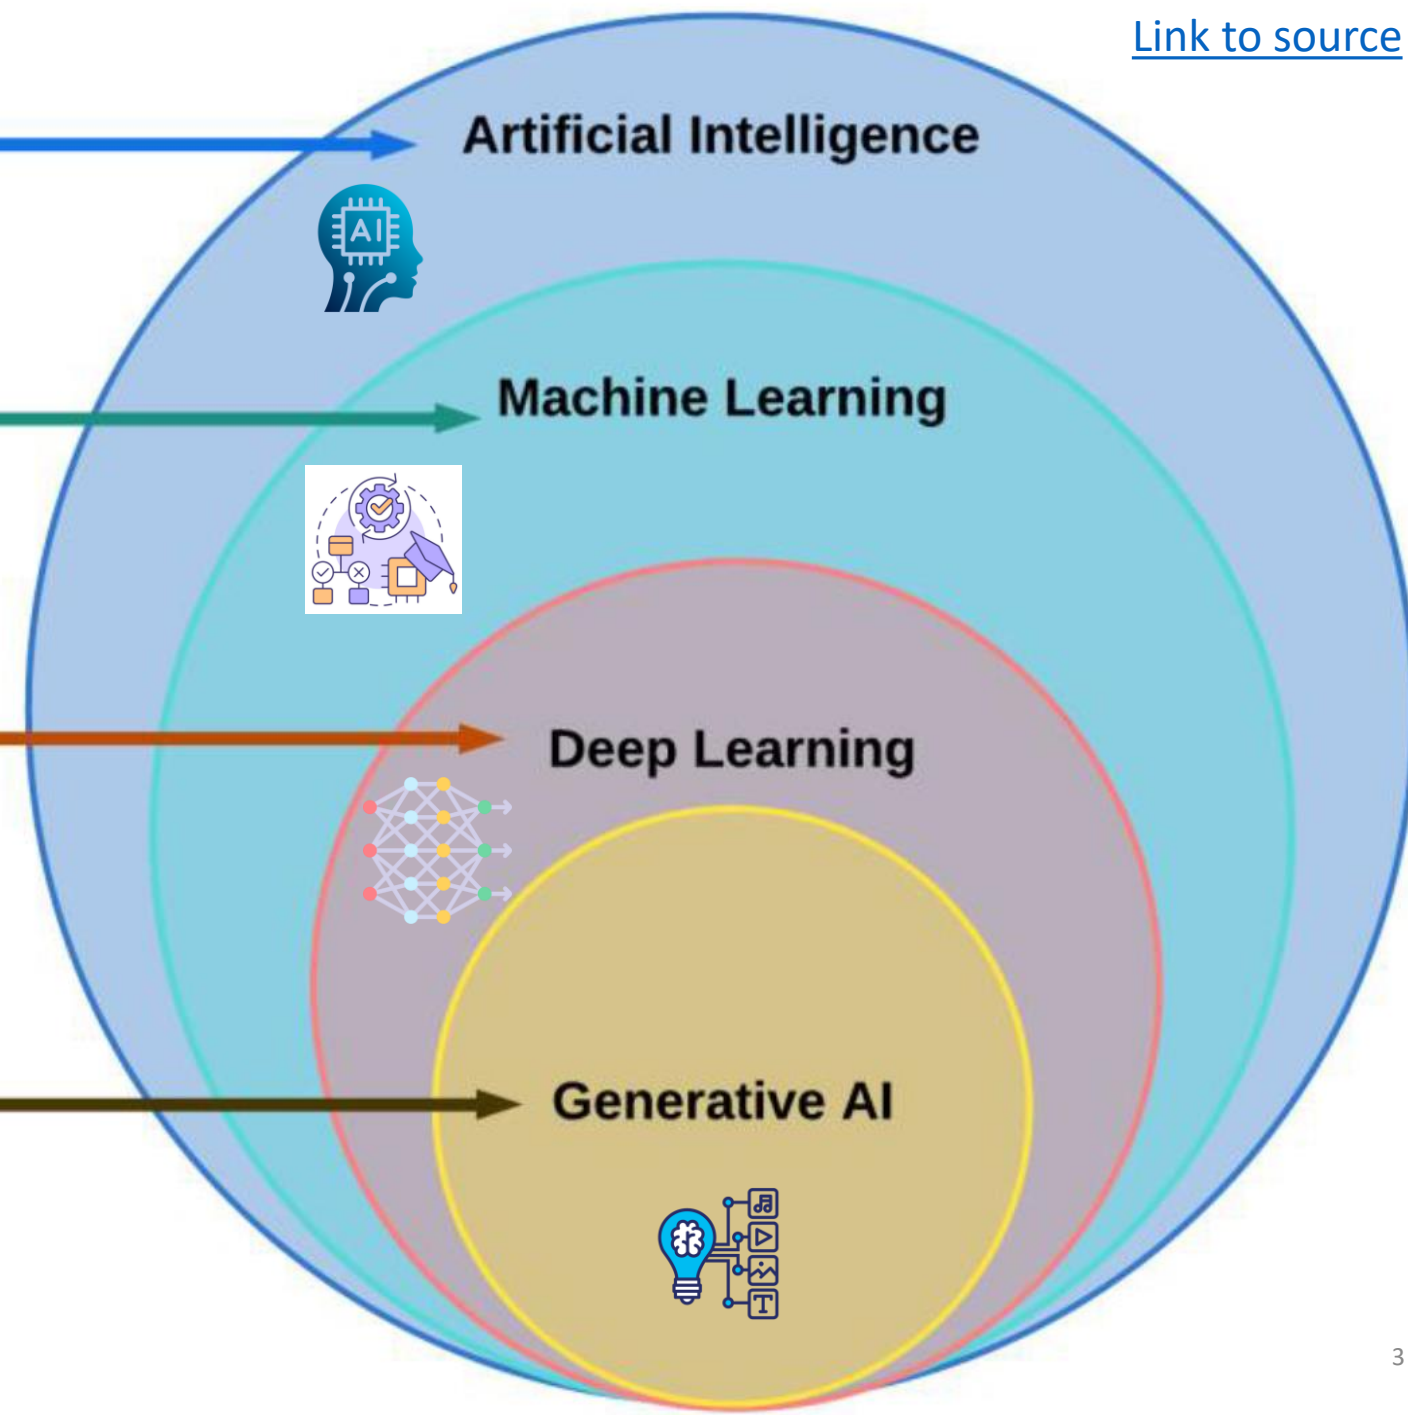 Link to source
Artificial Intelligence
AI
Machine Learning
Deep Learning
Generative AI
T
3